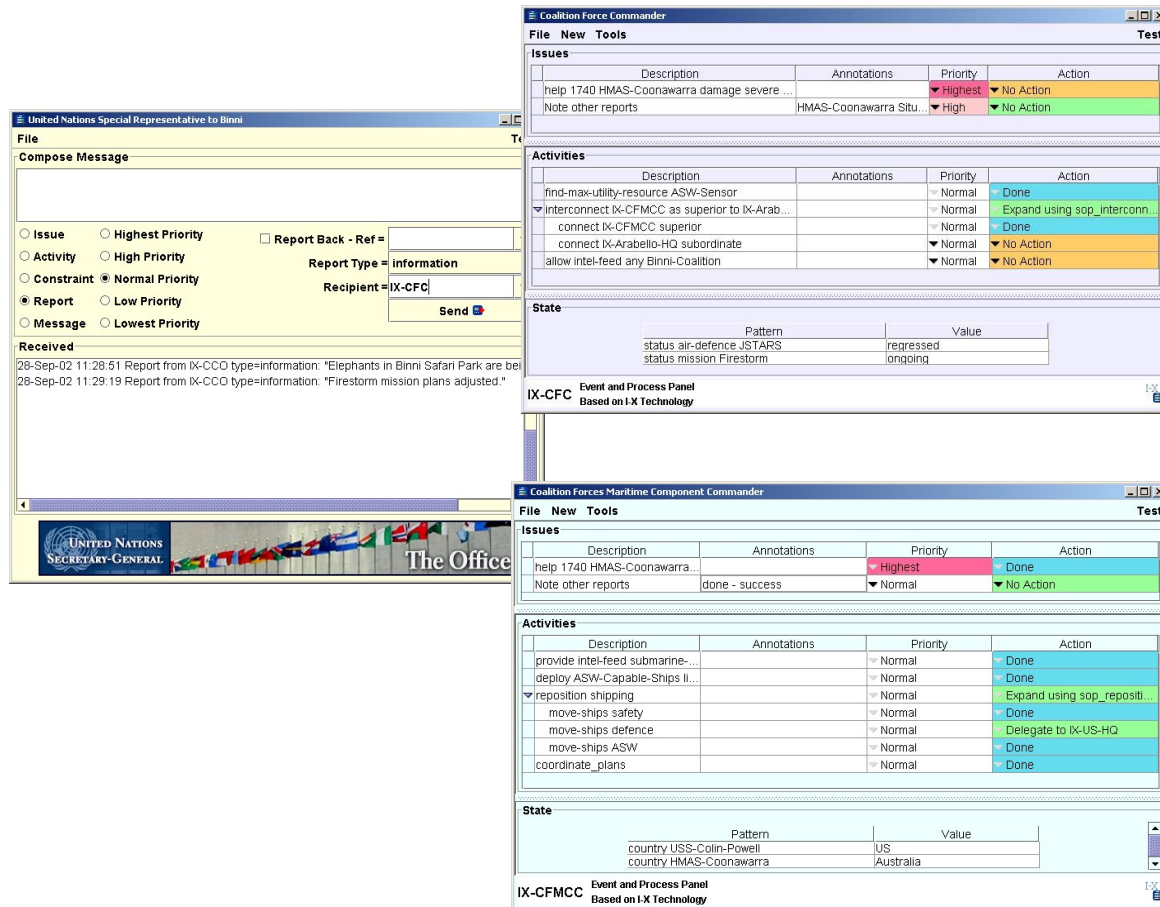 Coalition Force Commander
File New Tools Test
Issues
Description Annotations Priority Action
help 1740 HMAS-Coonawarra damage severe ... Highest No Action
Note other reports HMAS-Coonawarra Situ... High No Action
Activities
Description Annotations Priority Action
find-max-utility-resource ASW-Sensor Normal Done
interconnect IX-CFMCC as superior to IX-Arab... Normal Expand using sop_interconn...
connect IX-CFMCC superior Normal Done
connect IX-Arabello-HQ subordinate Normal No Action
allow intel-feed any Binni-Coalition Normal No Action
State
Pattern Value
status air-defence JSTARS regressed
status mission Firestorm ongoing
IX-CFC Event and Process Panel
Based on I-X Technology
I-X
United Nations Special Representative to Binni
File
Compose Message
Issue Highest Priority Report Back - Ref =
Activity High Priority Report Type = information
Constraint Normal Priority Recipient = IX-CFC
Report Low Priority Send
Message Lowest Priority
Received
28-Sep-02 11:28:51 Report from IX-CCO type=information: "Elephants in Binni Safari Park are bei
28-Sep-02 11:29:19 Report from IX-CCO type=information: "Firestorm mission plans adjusted."
UNITED NATIONS
SECRETARY-GENERAL
The Office
Coalition Forces Maritime Component Commander
File New Tools Test
Issues
Description Annotations Priority Action
help 1740 HMAS-Coonawarra... Highest Done
Note other reports done - success Normal No Action
Activities
Description Annotations Priority Action
provide intel-feed submarine-... Normal Done
deploy ASW-Capable-Ships li... Normal Done
reposition shipping Normal Expand using sop_repositi...
move-ships safety Normal Done
move-ships defence Normal Delegate to IX-US-HQ
move-ships ASW Normal Done
coordinate_plans Normal Done
State
Pattern Value
country USS-Colin-Powell US
country HMAS-Coonawarra Australia
IX-CFMCC Event and Process Panel
Based on I-X Technology
I-X